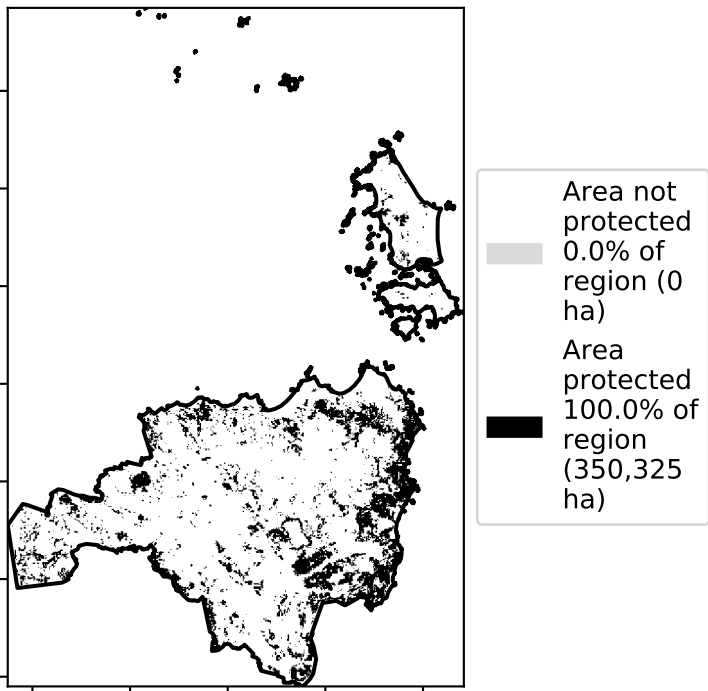 Area not
protected
0.0% of
region (0
ha)
Area
protected
100.0% of
region
(350,325
ha)